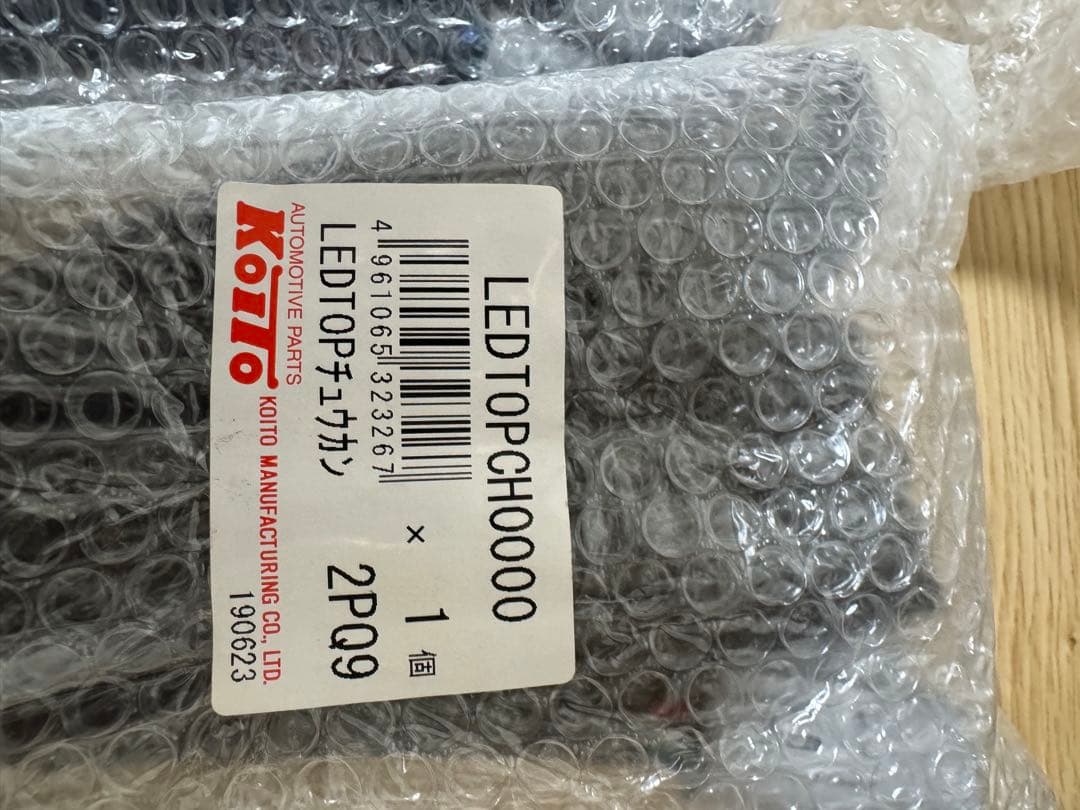 LEDTOPCH0000
4 961065 323267
× 1 個
LEDTOPチュウカン 2PQ9
AUTOMOTIVE PARTS
KOITO KOITO MANUFACTURING CO., LTD.
190623